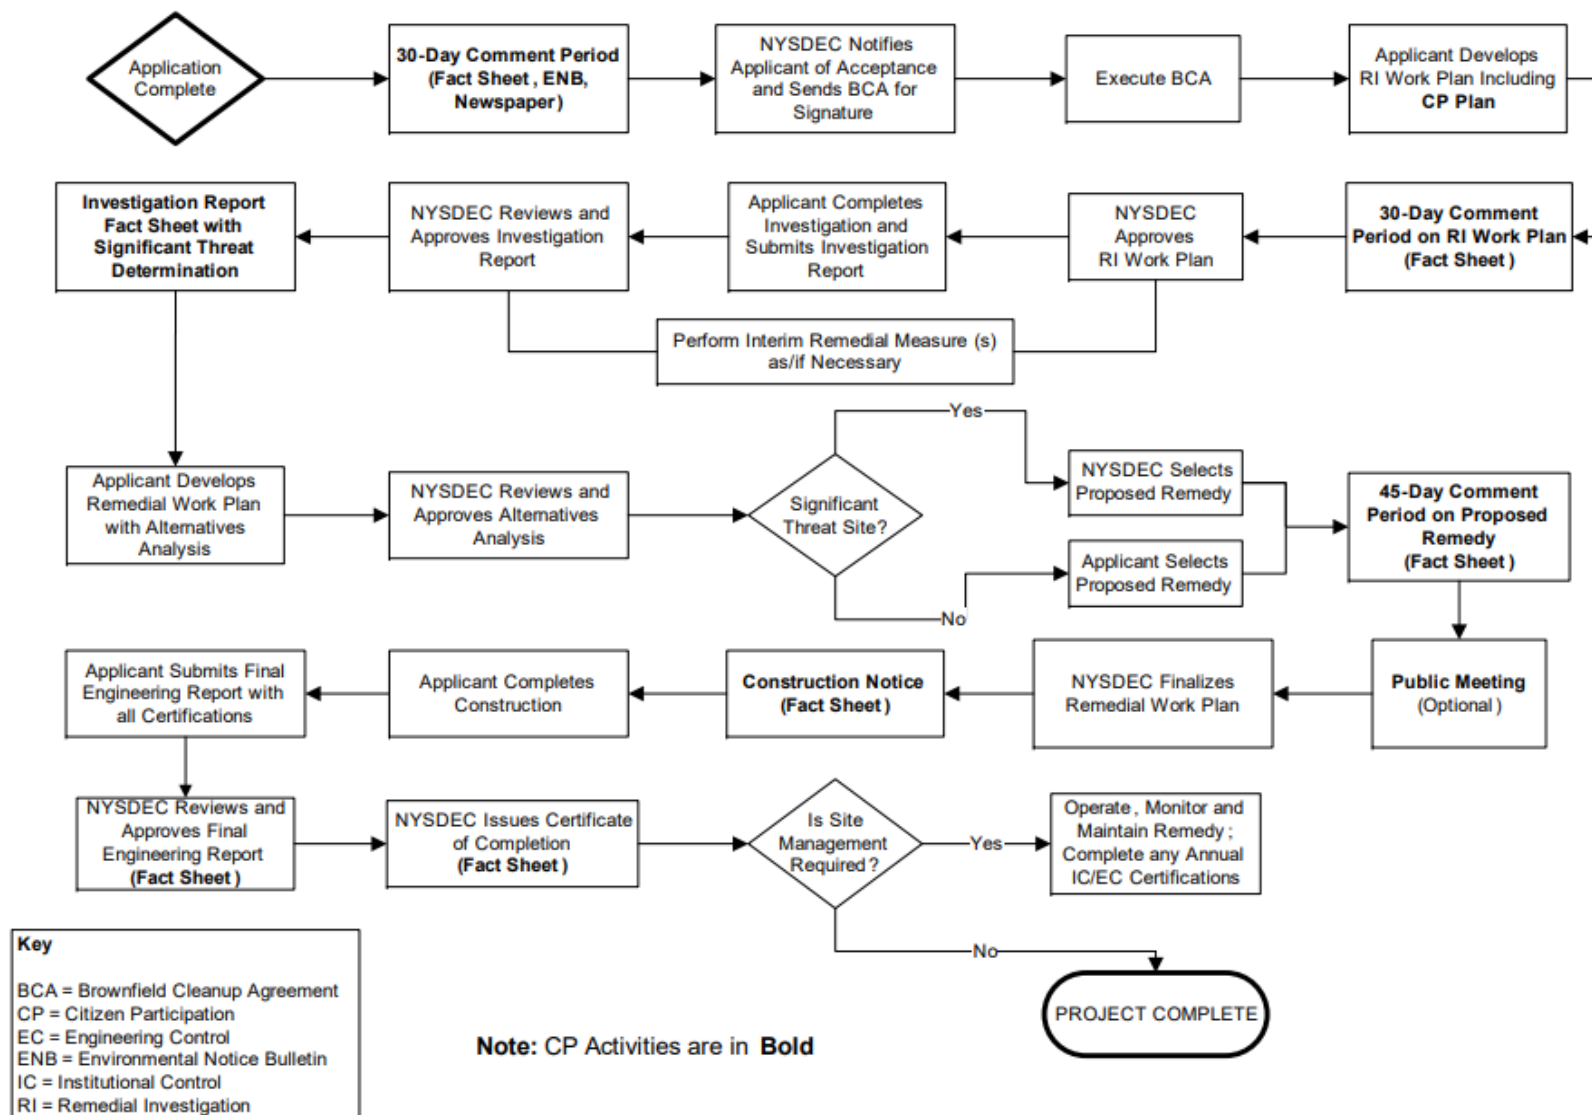 Application
Complete
30-Day Comment Period
(Fact Sheet, ENB,
Newspaper)
NYSDEC Notifies
Applicant of Acceptance
and Sends BCA for
Signature
Execute BCA
Applicant Develops
RI Work Plan Including
CP Plan
Investigation Report
Fact Sheet with
Significant Threat
Determination
NYSDEC Reviews and
Approves Investigation
Report
Applicant Completes
Investigation and
Submits Investigation
Report
NYSDEC
Approves
RI Work Plan
30-Day Comment
Period on RI Work Plan
(Fact Sheet)
Perform Interim Remedial Measure (s)
as/if Necessary
Applicant Develops
Remedial Work Plan
with Alternatives
Analysis
NYSDEC Reviews and
Approves Alternatives
Analysis
Significant
Threat Site?
Yes
No
NYSDEC Selects
Proposed Remedy
Applicant Selects
Proposed Remedy
45-Day Comment
Period on Proposed
Remedy
(Fact Sheet)
Applicant Submits Final
Engineering Report with
all Certifications
Applicant Completes
Construction
Construction Notice
(Fact Sheet)
NYSDEC Finalizes
Remedial Work Plan
Public Meeting
(Optional)
NYSDEC Reviews and
Approves Final
Engineering Report
(Fact Sheet)
NYSDEC Issues Certificate
of Completion
(Fact Sheet)
Is Site
Management
Required?
Yes
Operate, Monitor and
Maintain Remedy;
Complete any Annual
IC/EC Certifications
No
PROJECT COMPLETE
Key
BCA = Brownfield Cleanup Agreement
CP = Citizen Participation
EC = Engineering Control
ENB = Environmental Notice Bulletin
IC = Institutional Control
RI = Remedial Investigation
Note: CP Activities are in Bold